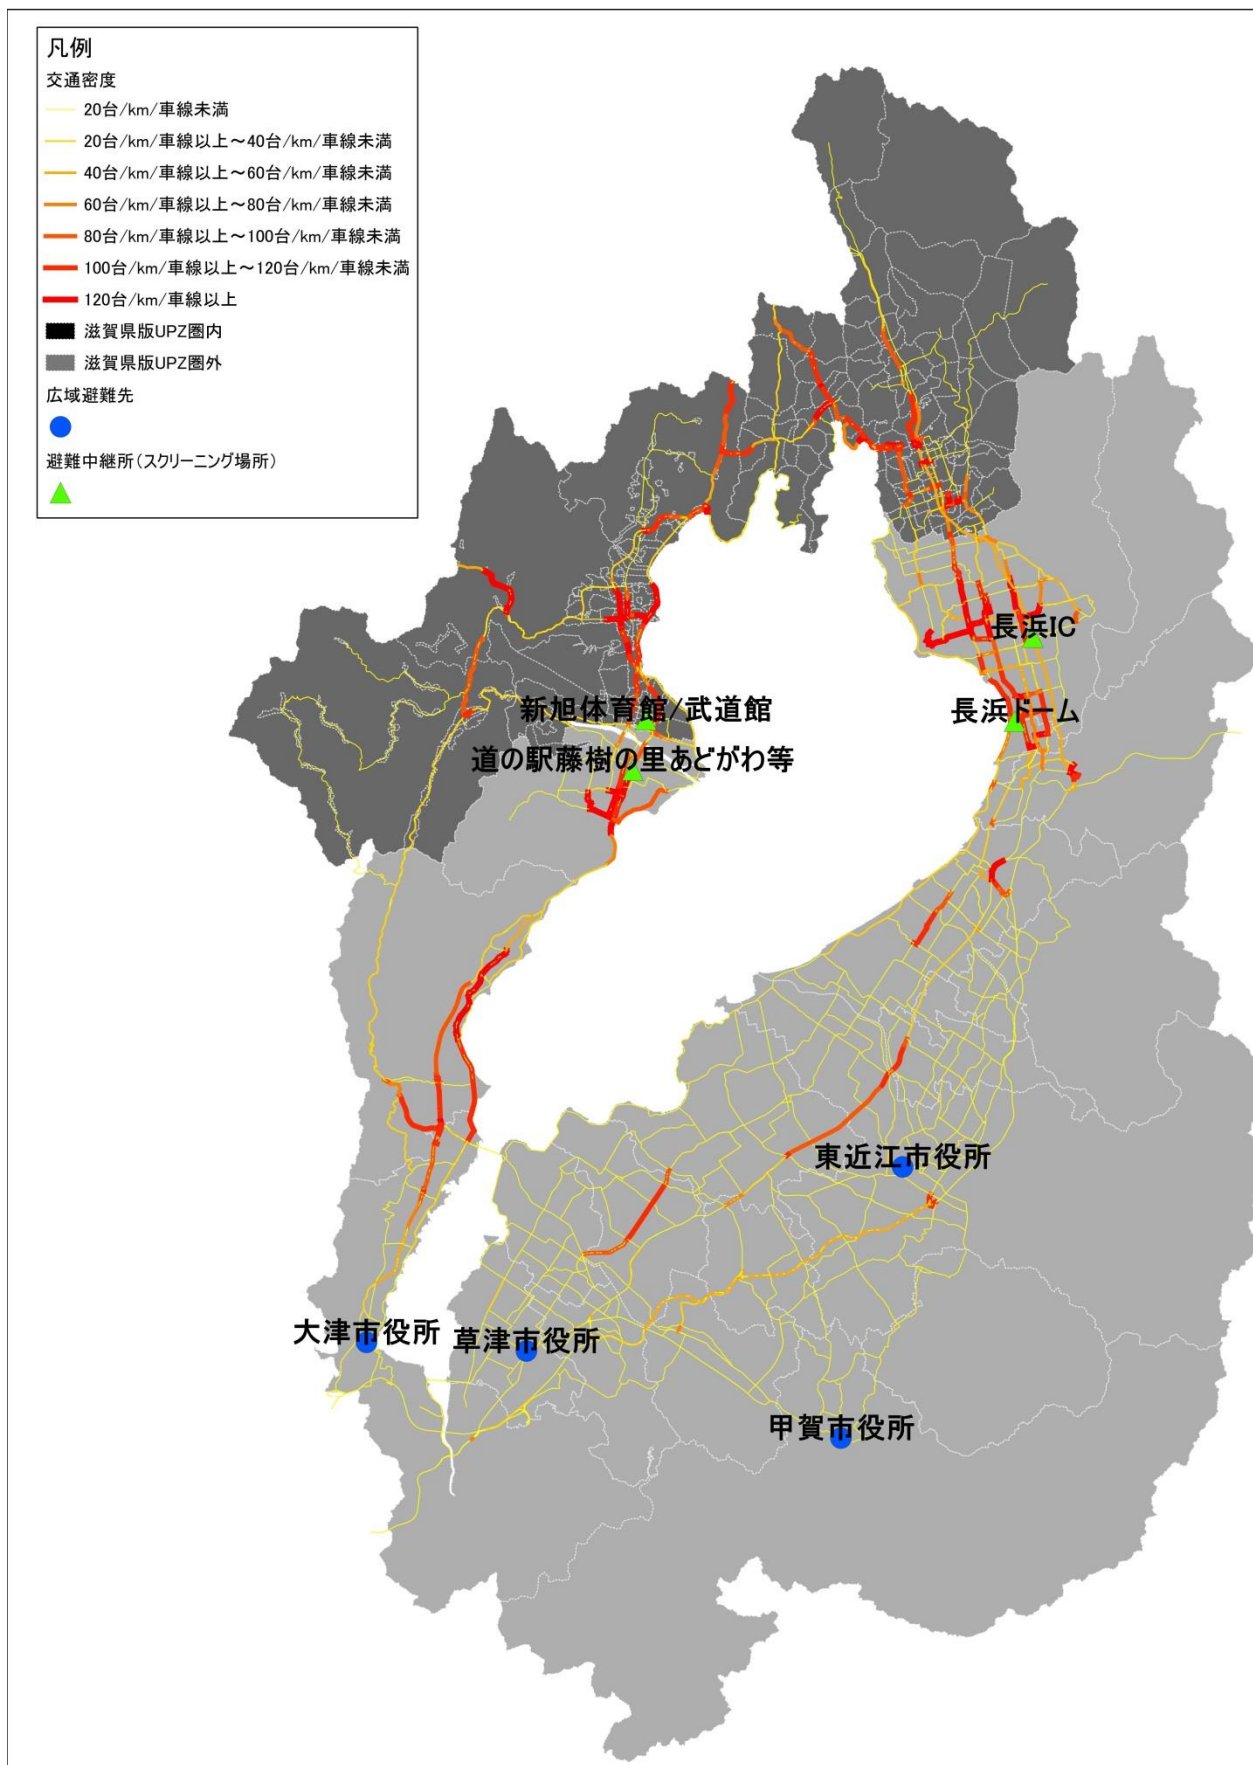 凡例
交通密度
20台/km/車線未満
20台/km/車線以上～40台/km/車線未満
40台/km/車線以上～60台/km/車線未満
60台/km/車線以上～80台/km/車線未満
80台/km/車線以上～100台/km/車線未満
100台/km/車線以上～120台/km/車線未満
120台/km/車線以上
滋賀県版UPZ圏内
滋賀県版UPZ圏外
広域避難先
避難中継所(スクリーニング場所)
長浜IC
新旭体育館/武道館
長浜ドーム
道の駅藤樹の里あどがわ等
東近江市役所
大津市役所
草津市役所
甲賀市役所